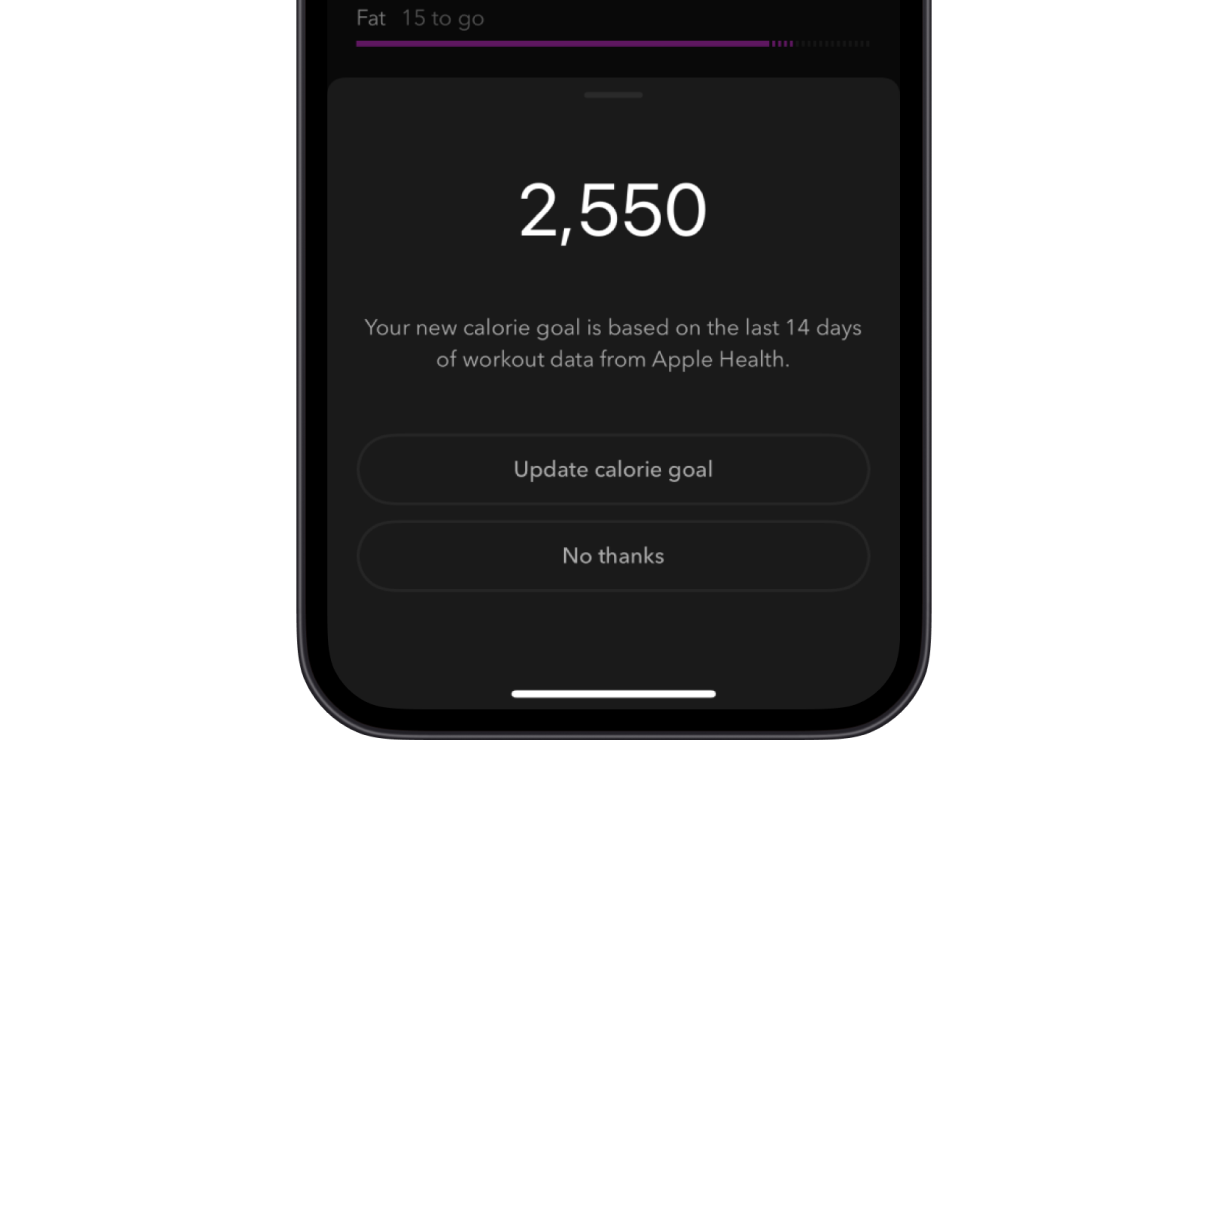 Fat 15 to go
2,550
Your new calorie goal is based on the last 14 days
of workout data from Apple Health.
Update calorie goal
No thanks